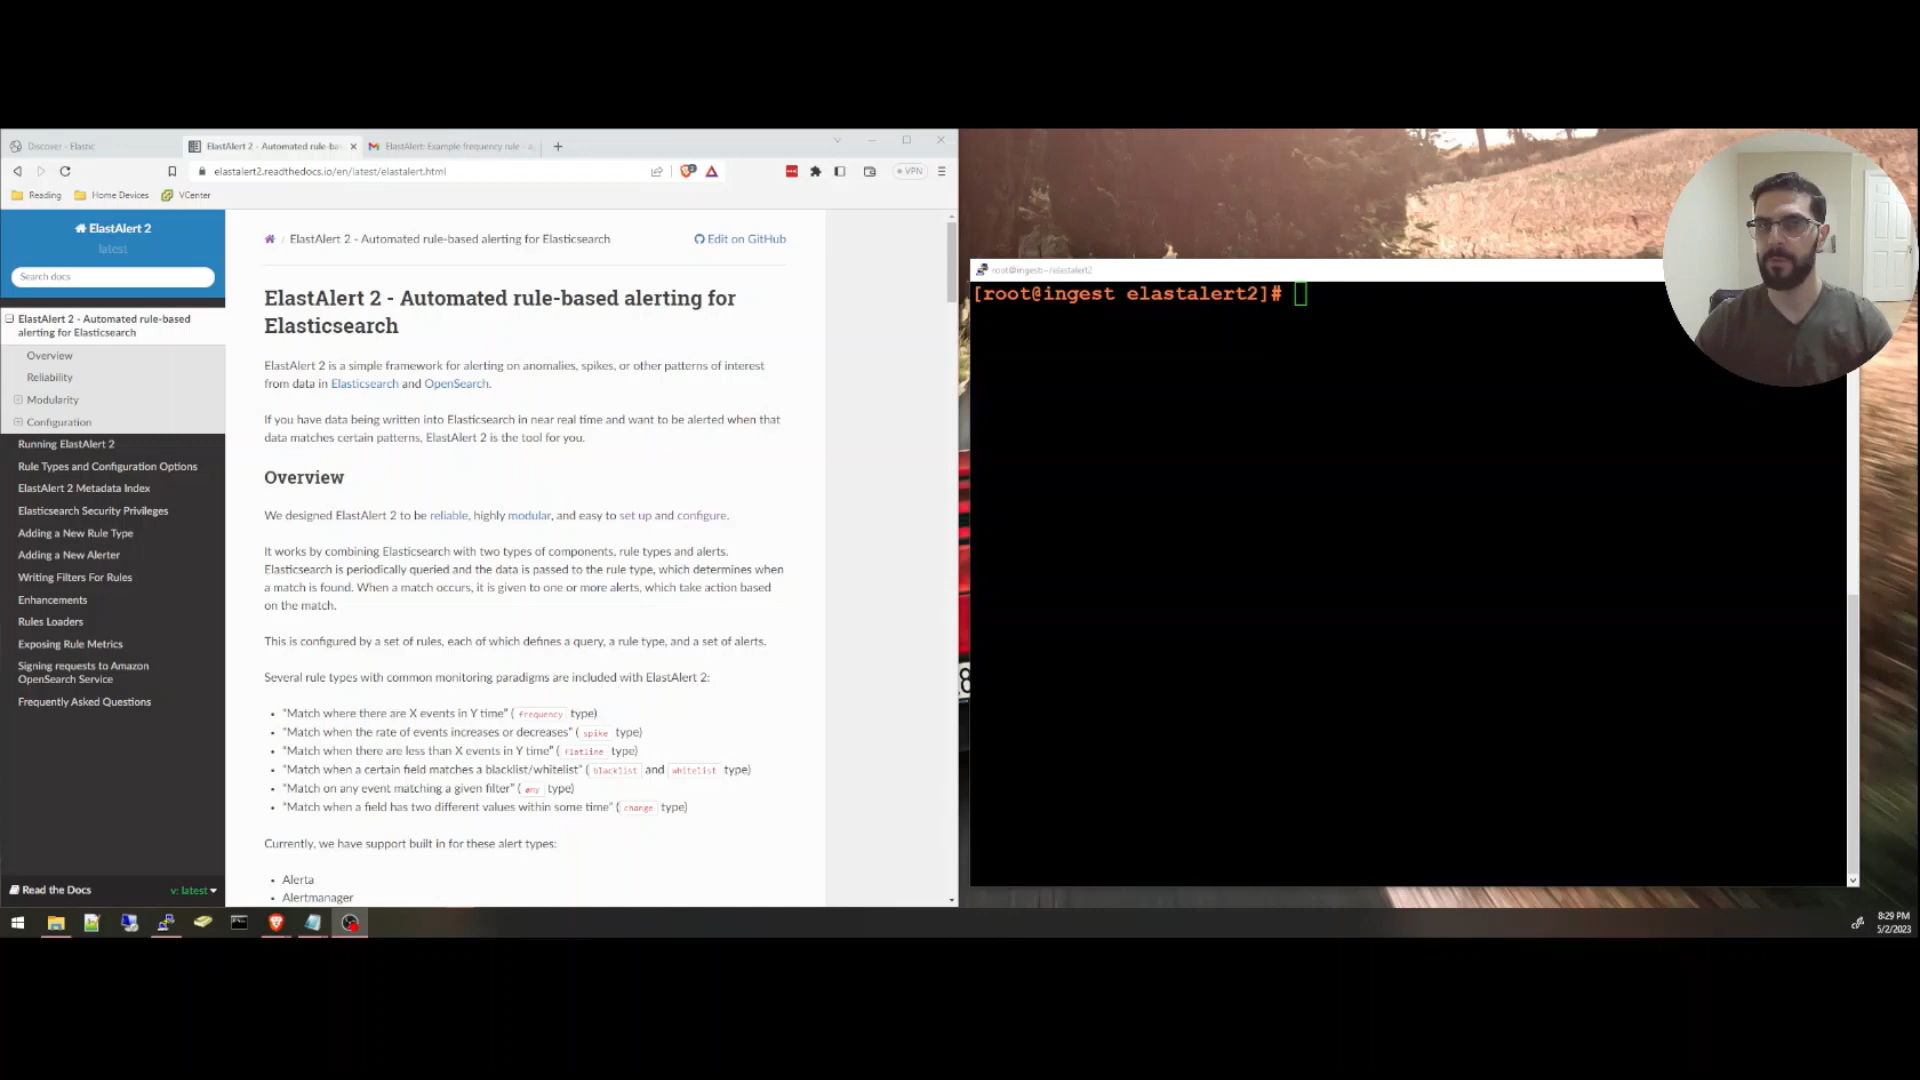 Discover - Elastic
ElastAlert 2 - Automated rule-ba
ElastAlert: Example frequency rule - a
elastalert2.readthedocs.io/en/latest/elastalert.html
VPN
Reading
Home Devices
VCenter
ElastAlert 2
latest
Search docs
ElastAlert 2 - Automated rule-based
alerting for Elasticsearch
Overview
Reliability
Modularity
Configuration
Running ElastAlert 2
Rule Types and Configuration Options
ElastAlert 2 Metadata Index
Elasticsearch Security Privileges
Adding a New Rule Type
Adding a New Alerter
Writing Filters For Rules
Enhancements
Rules Loaders
Exposing Rule Metrics
Signing requests to Amazon
OpenSearch Service
Frequently Asked Questions
Read the Docs
v: latest
/ ElastAlert 2 - Automated rule-based alerting for Elasticsearch
Edit on GitHub
ElastAlert 2 - Automated rule-based alerting for
Elasticsearch
ElastAlert 2 is a simple framework for alerting on anomalies, spikes, or other patterns of interest
from data in Elasticsearch and OpenSearch.
If you have data being written into Elasticsearch in near real time and want to be alerted when that
data matches certain patterns, ElastAlert 2 is the tool for you.
Overview
We designed ElastAlert 2 to be reliable, highly modular, and easy to set up and configure.
It works by combining Elasticsearch with two types of components, rule types and alerts.
Elasticsearch is periodically queried and the data is passed to the rule type, which determines when
a match is found. When a match occurs, it is given to one or more alerts, which take action based
on the match.
This is configured by a set of rules, each of which defines a query, a rule type, and a set of alerts.
Several rule types with common monitoring paradigms are included with ElastAlert 2:
• “Match where there are X events in Y time” ( frequency type)
• “Match when the rate of events increases or decreases” ( spike type)
• “Match when there are less than X events in Y time” ( flatline type)
• “Match when a certain field matches a blacklist/whitelist” ( blacklist and whitelist type)
• “Match on any event matching a given filter” ( any type)
• “Match when a field has two different values within some time” ( change type)
Currently, we have support built in for these alert types:
• Alerta
• Alertmanager
root@ingest:~/elastalert2
[root@ingest elastalert2]#
8
8:29 PM
5/2/2023